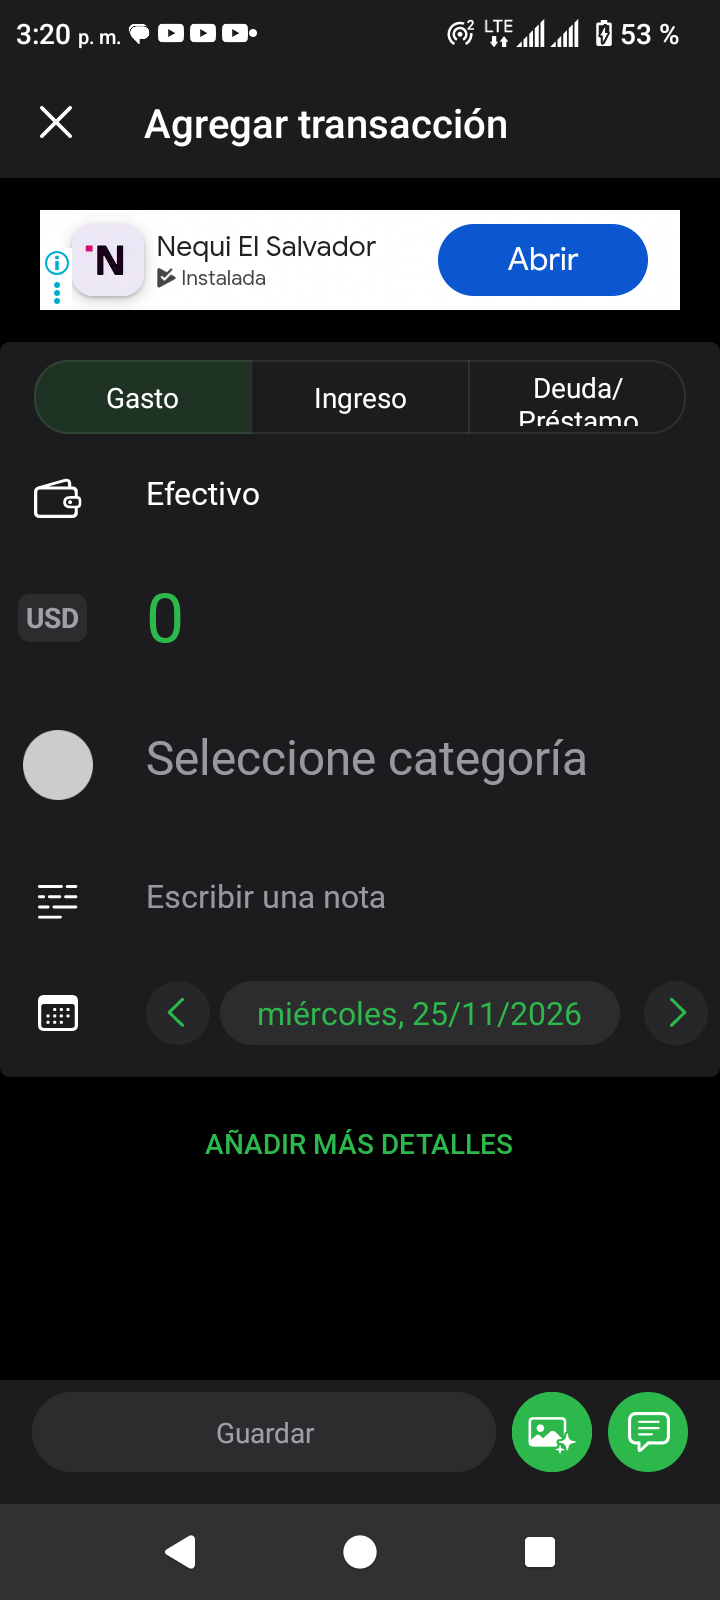 3:20 p. m.
2 LTE 53 %
Agregar transacción
N
Nequi El Salvador
Instalada
Abrir
Gasto
Ingreso
Deuda/
Préstamo
Efectivo
USD
0
Seleccione categoría
Escribir una nota
miércoles, 25/11/2026
AÑADIR MÁS DETALLES
Guardar